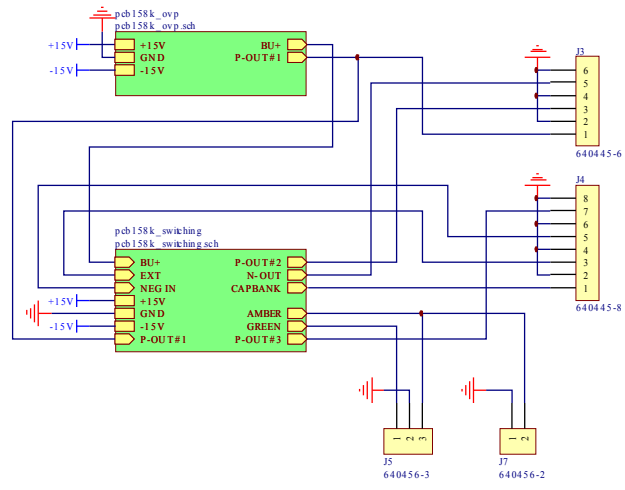 pcb158k_ovp
pcb158k_ovp.sch
+15V
+15V
BU+
GND
P-OUT#1
-15V
-15V
J3
6
5
4
3
2
1
640445-6
J4
8
7
6
5
4
3
2
1
640445-8
pcb158k_switching
pcb158k_switching.sch
BU+
P-OUT#2
EXT
N-OUT
NEG IN
CAPBANK
+15V
+15V
GND
AMBER
-15V
-15V
GREEN
P-OUT#1
P-OUT#3
1
2
3
J5
640456-3
1
2
J7
640456-2